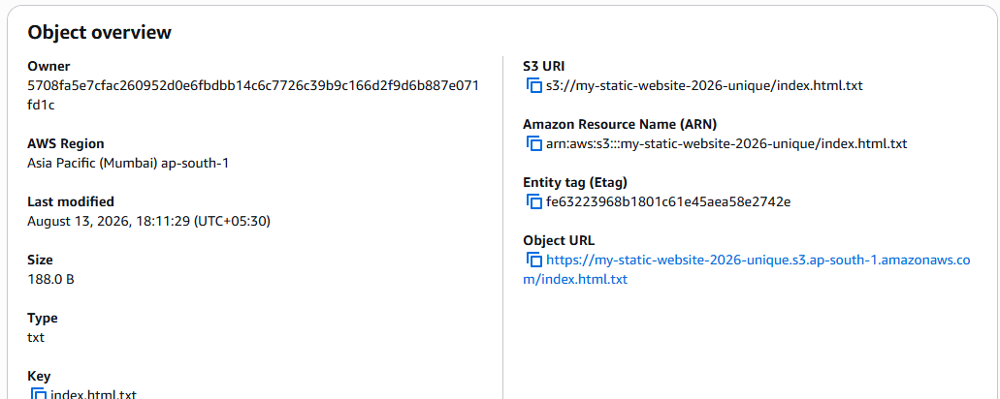 Object overview
Owner
5708fa5e7cfac260952d0e6fbdbb14c6c7726c39b9c166d2f9d6b887e071
fd1c
AWS Region
Asia Pacific (Mumbai) ap-south-1
Last modified
August 13, 2026, 18:11:29 (UTC+05:30)
Size
188.0 B
Type
txt
Key
index.html.txt
S3 URI
s3://my-static-website-2026-unique/index.html.txt
Amazon Resource Name (ARN)
arn:aws:s3:::my-static-website-2026-unique/index.html.txt
Entity tag (Etag)
fe63223968b1801c61e45aea58e2742e
Object URL
https://my-static-website-2026-unique.s3.ap-south-1.amazonaws.co
m/index.html.txt